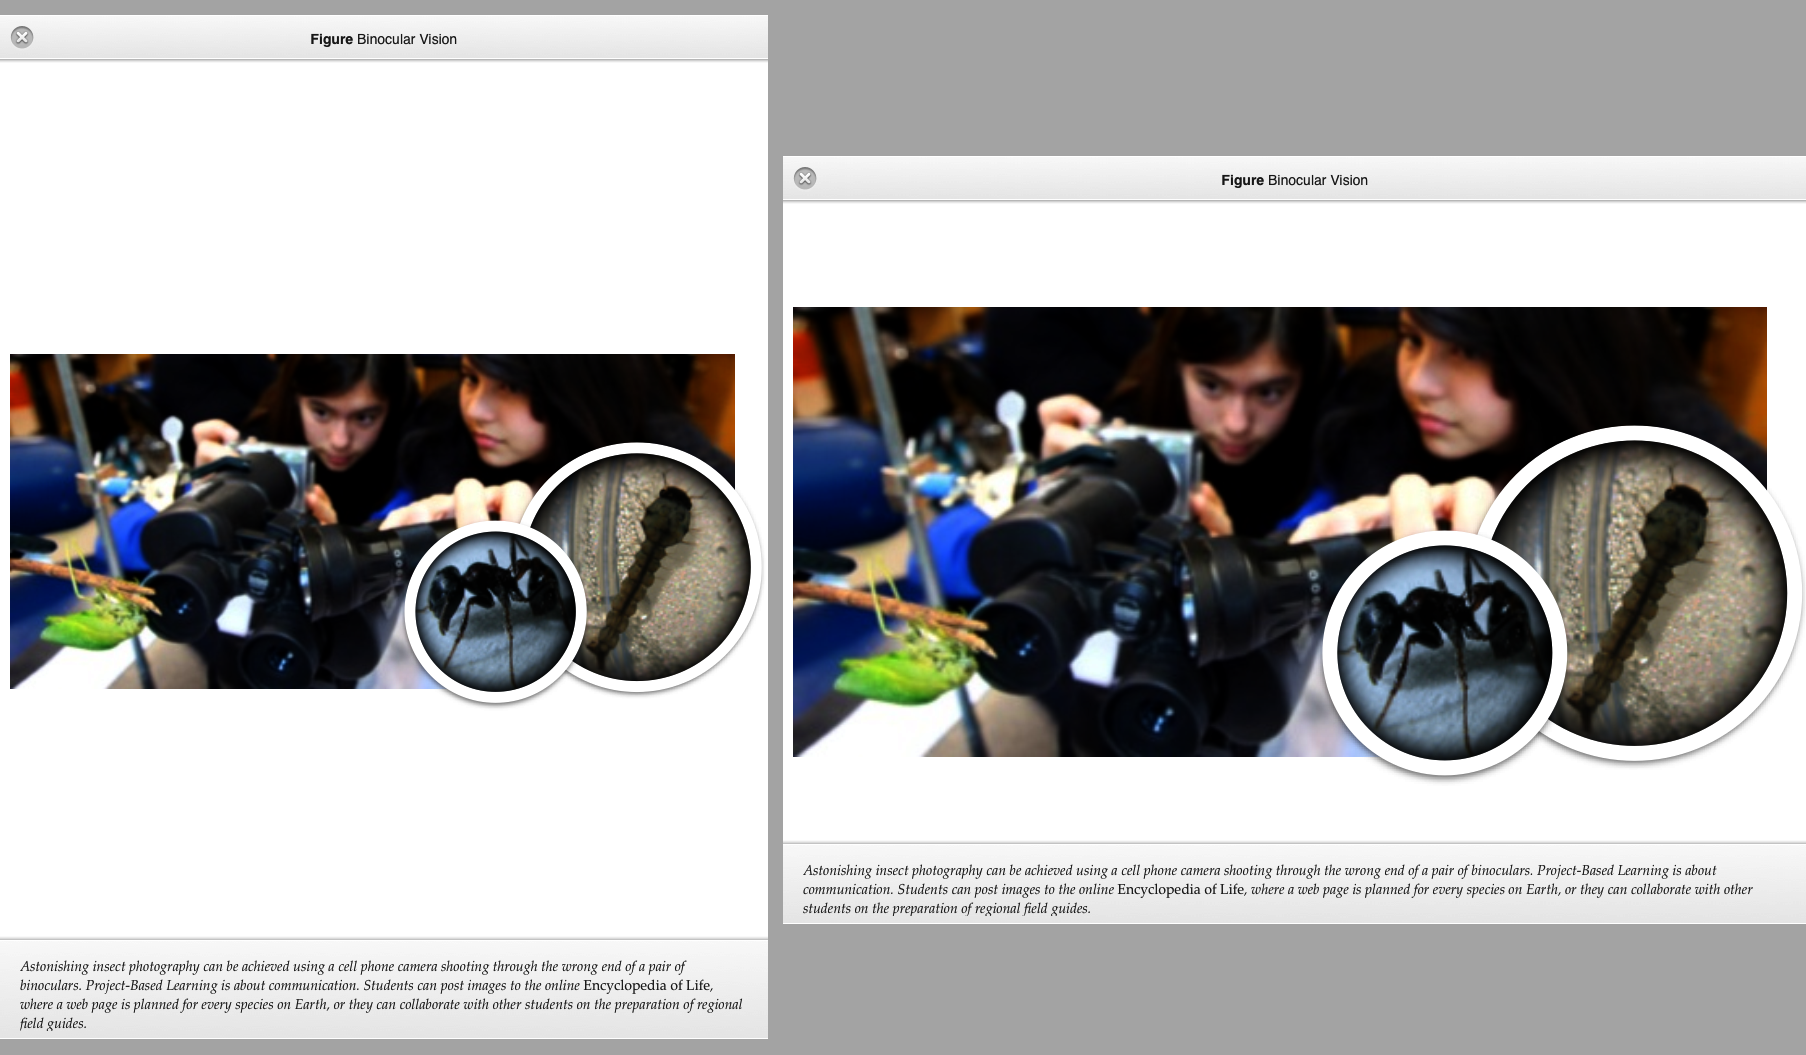 Figure Binocular Vision
Astonishing insect photography can be achieved using a cell phone camera shooting through the wrong end of a pair of
binoculars. Project-Based Learning is about communication. Students can post images to the online Encyclopedia of Life,
where a web page is planned for every species on Earth, or they can collaborate with other students on the preparation of regional
field guides.
Figure Binocular Vision
Astonishing insect photography can be achieved using a cell phone camera shooting through the wrong end of a pair of binoculars. Project-Based Learning is about
communication. Students can post images to the online Encyclopedia of Life, where a web page is planned for every species on Earth, or they can collaborate with other
students on the preparation of regional field guides.